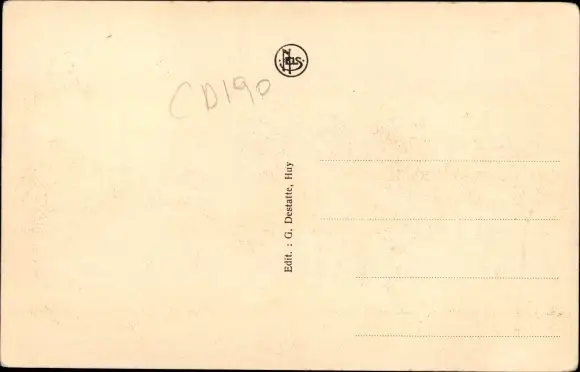 CD190
Edit. : G. Destatte, Huy